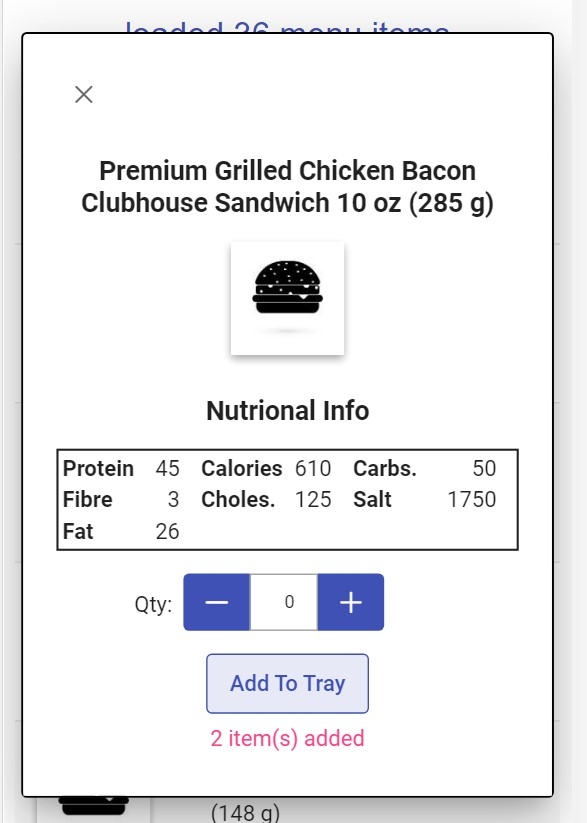 loaded 36 menu items
Premium Grilled Chicken Bacon
Clubhouse Sandwich 10 oz (285 g)
Nutrional Info
Protein 45 Calories 610 Carbs. 50
Fibre 3 Choles. 125 Salt 1750
Fat 26
Qty: − 0 +
Add To Tray
2 item(s) added
(148 g)